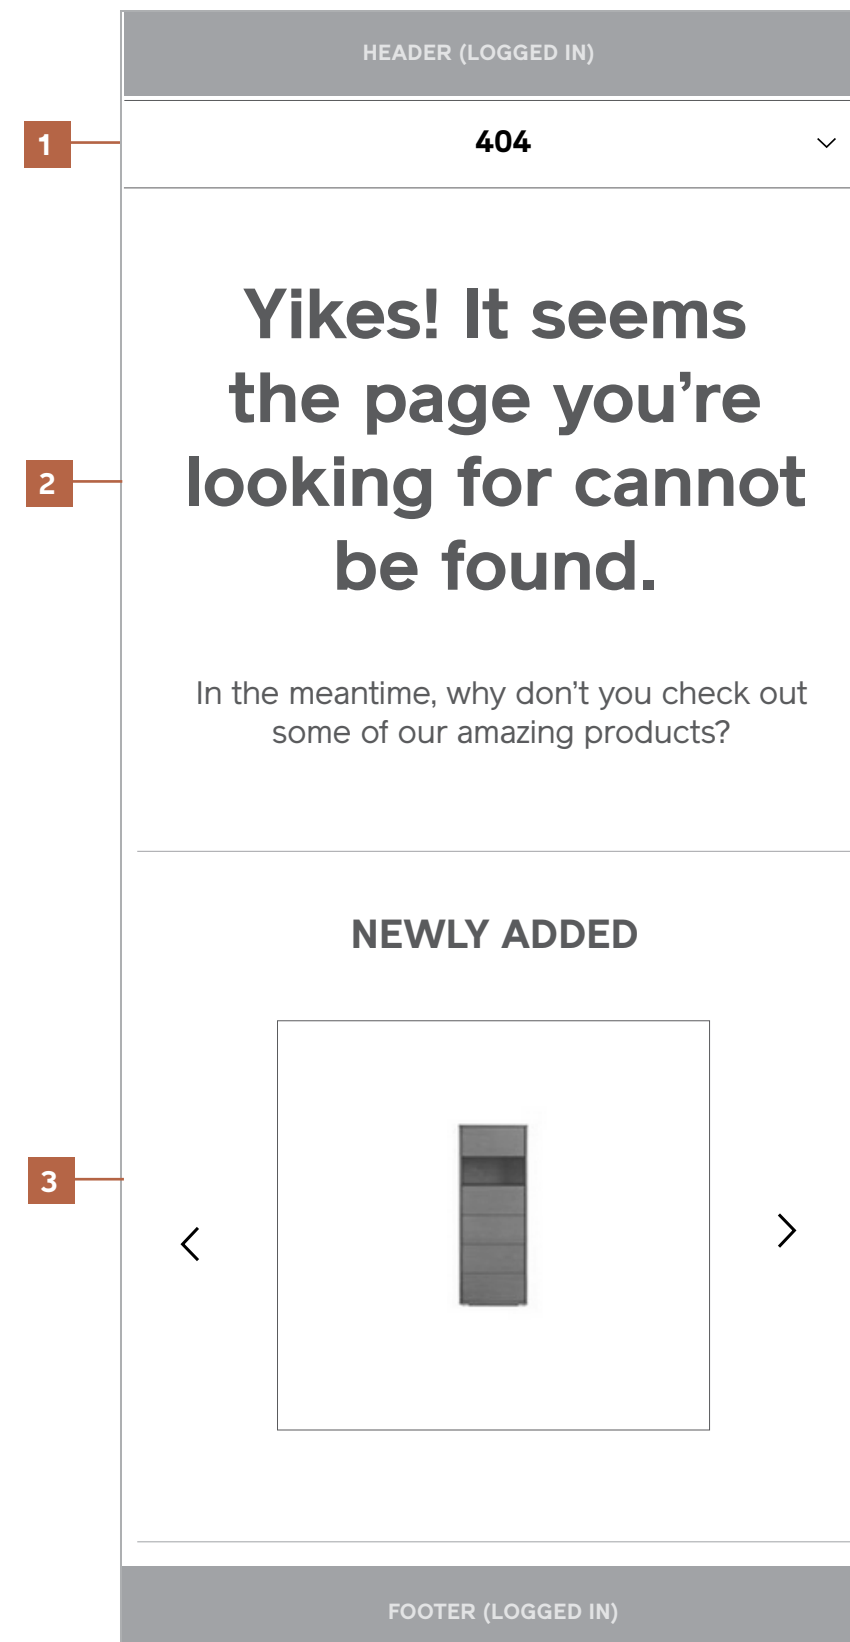 HEADER (LOGGED IN)
1
404
Yikes! It seems
the page you’re
2
looking for cannot
be found.
In the meantime, why don’t you check out
some of our amazing products?
NEWLY ADDED
3
FOOTER (LOGGED IN)